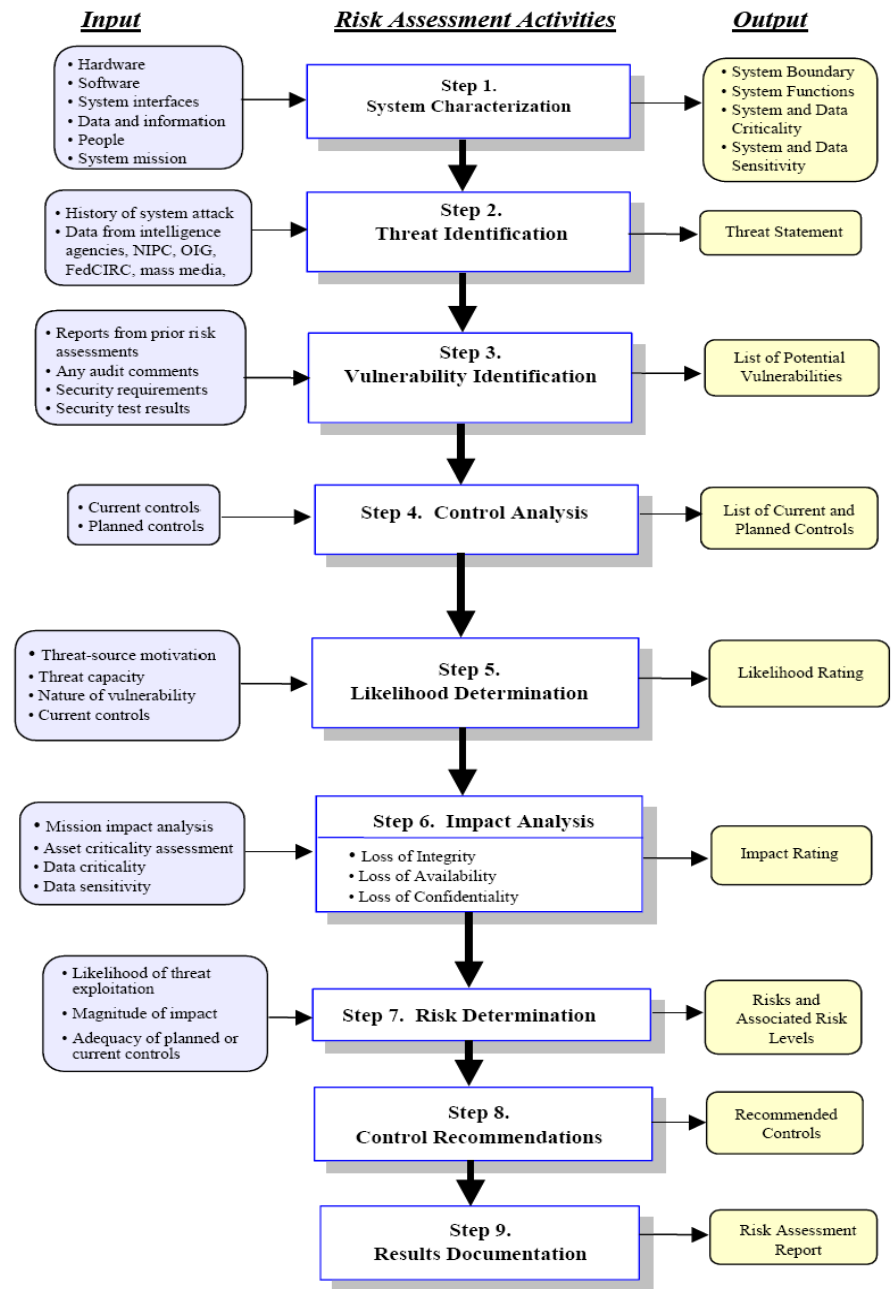 Input
Risk Assessment Activities
Output
• Hardware
• Software
• System interfaces
• Data and information
• People
• System mission
Step 1.
System Characterization
• System Boundary
• System Functions
• System and Data
Criticality
• System and Data
Sensitivity
• History of system attack
• Data from intelligence
agencies, NIPC, OIG,
FedCIRC, mass media,
Step 2.
Threat Identification
Threat Statement
• Reports from prior risk
assessments
• Any audit comments
• Security requirements
• Security test results
Step 3.
Vulnerability Identification
List of Potential
Vulnerabilities
• Current controls
• Planned controls
Step 4. Control Analysis
List of Current and
Planned Controls
• Threat-source motivation
• Threat capacity
• Nature of vulnerability
• Current controls
Step 5.
Likelihood Determination
Likelihood Rating
• Mission impact analysis
• Asset criticality assessment
• Data criticality
• Data sensitivity
Step 6. Impact Analysis
• Loss of Integrity
• Loss of Availability
• Loss of Confidentiality
Impact Rating
• Likelihood of threat
exploitation
• Magnitude of impact
• Adequacy of planned or
current controls
Step 7. Risk Determination
Risks and
Associated Risk
Levels
Step 8.
Control Recommendations
Recommended
Controls
Step 9.
Results Documentation
Risk Assessment
Report